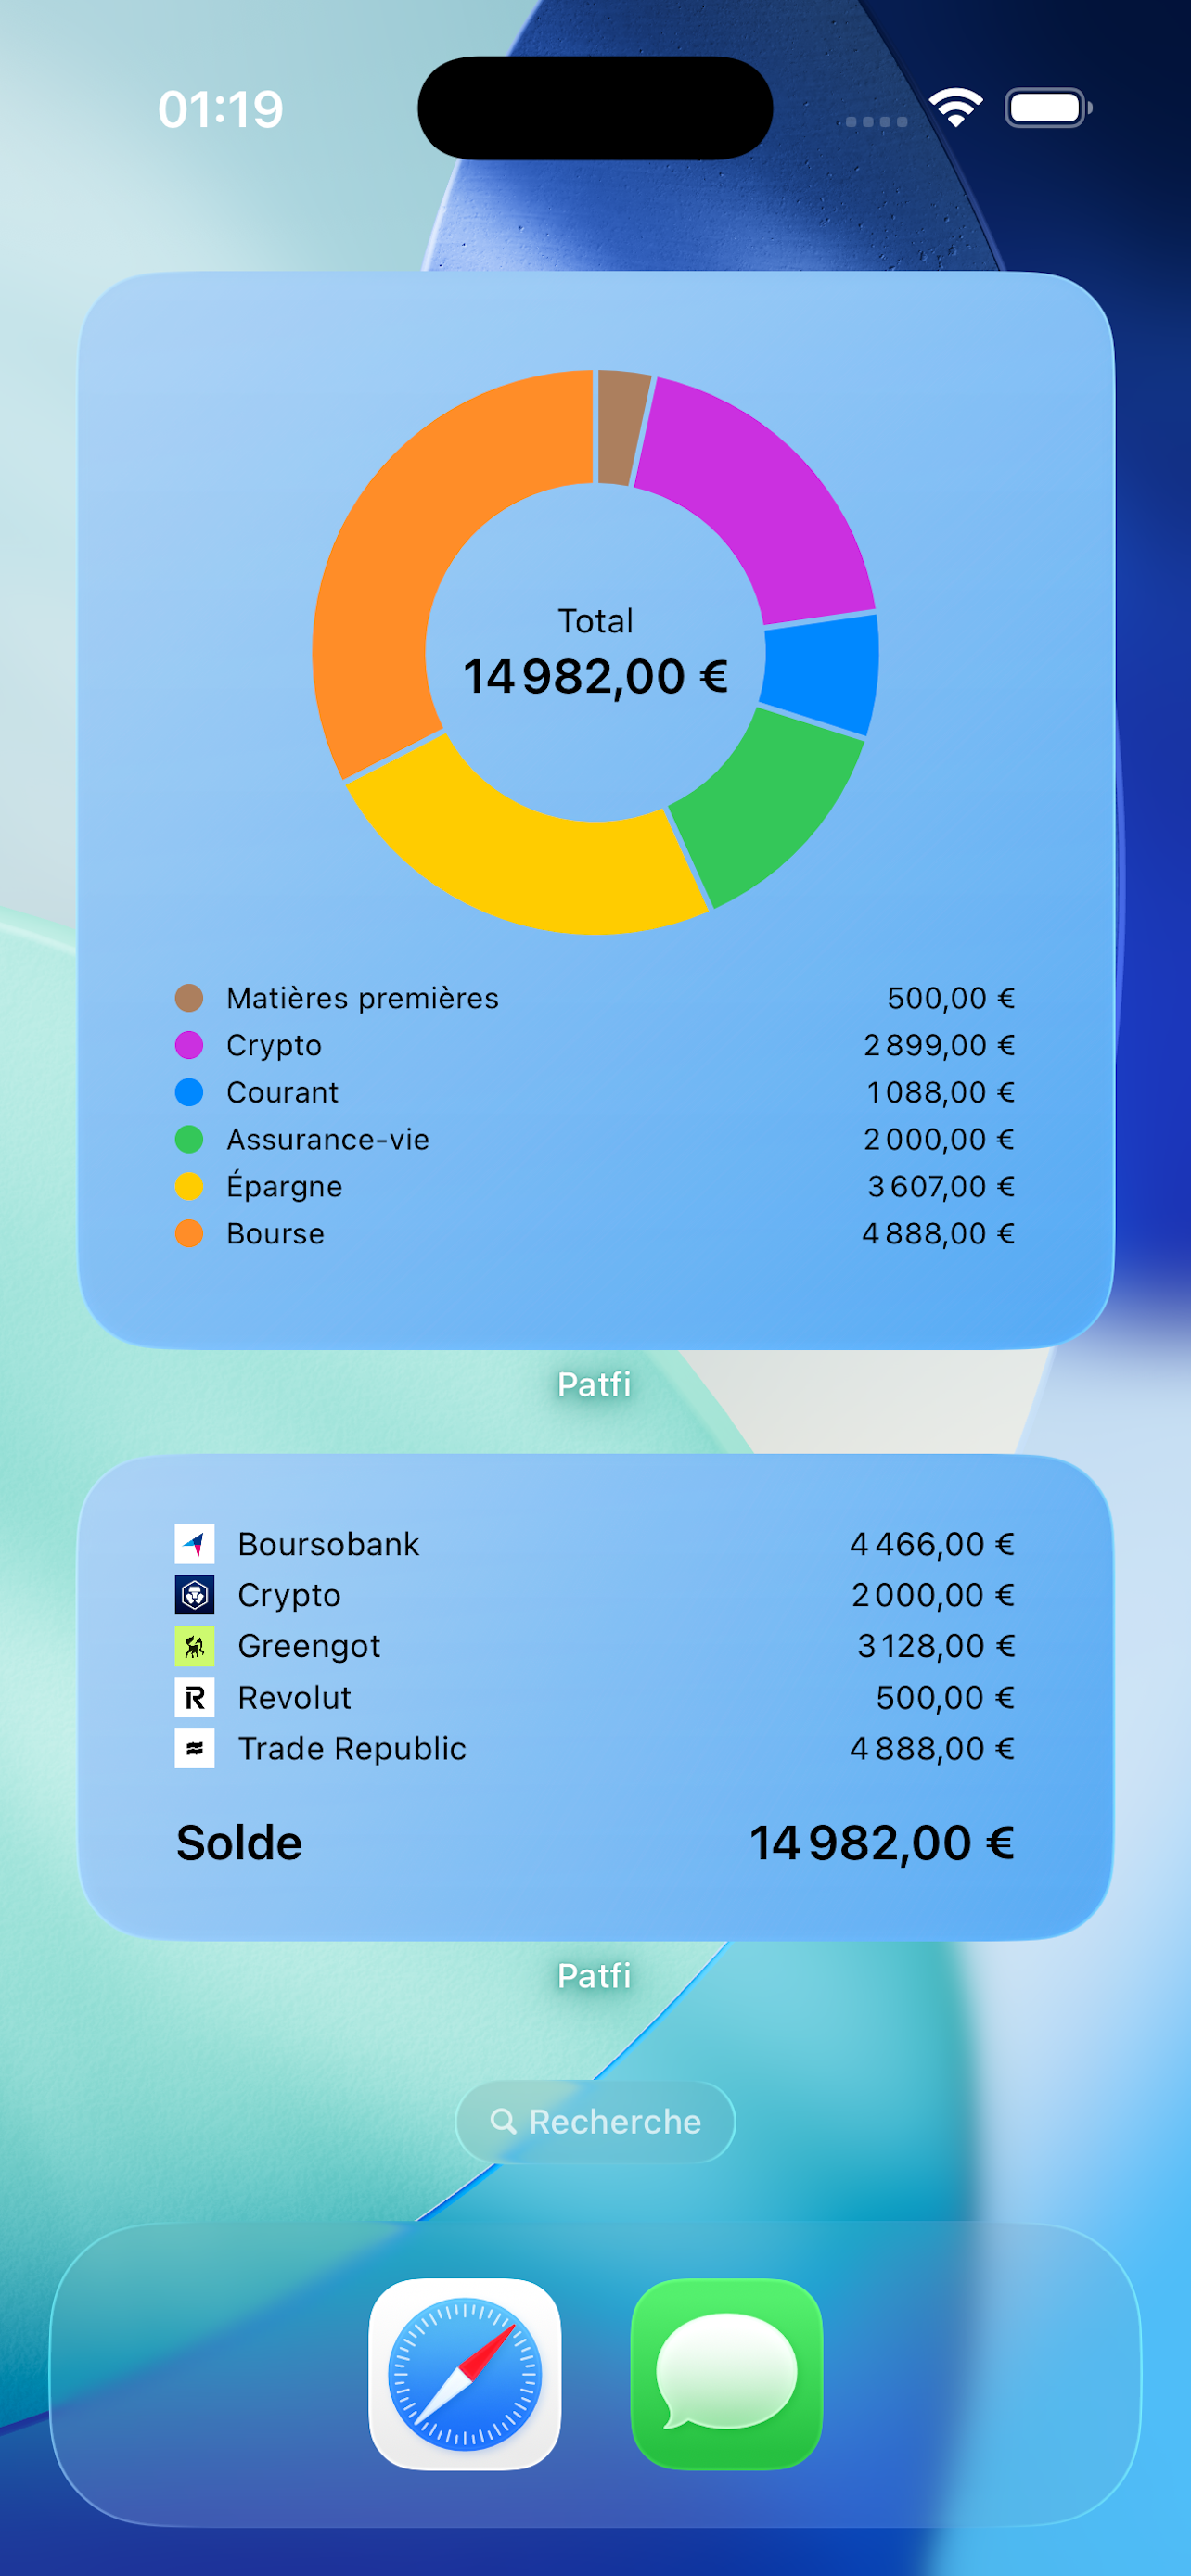 01:19
Total
14 982,00 €
Matières premières 500,00 €
Crypto 2 899,00 €
Courant 1 088,00 €
Assurance-vie 2 000,00 €
Épargne 3 607,00 €
Bourse 4 888,00 €
Patfi
Boursobank 4 466,00 €
Crypto 2 000,00 €
Greengot 3 128,00 €
Revolut 500,00 €
Trade Republic 4 888,00 €
Solde 14 982,00 €
Patfi
Recherche